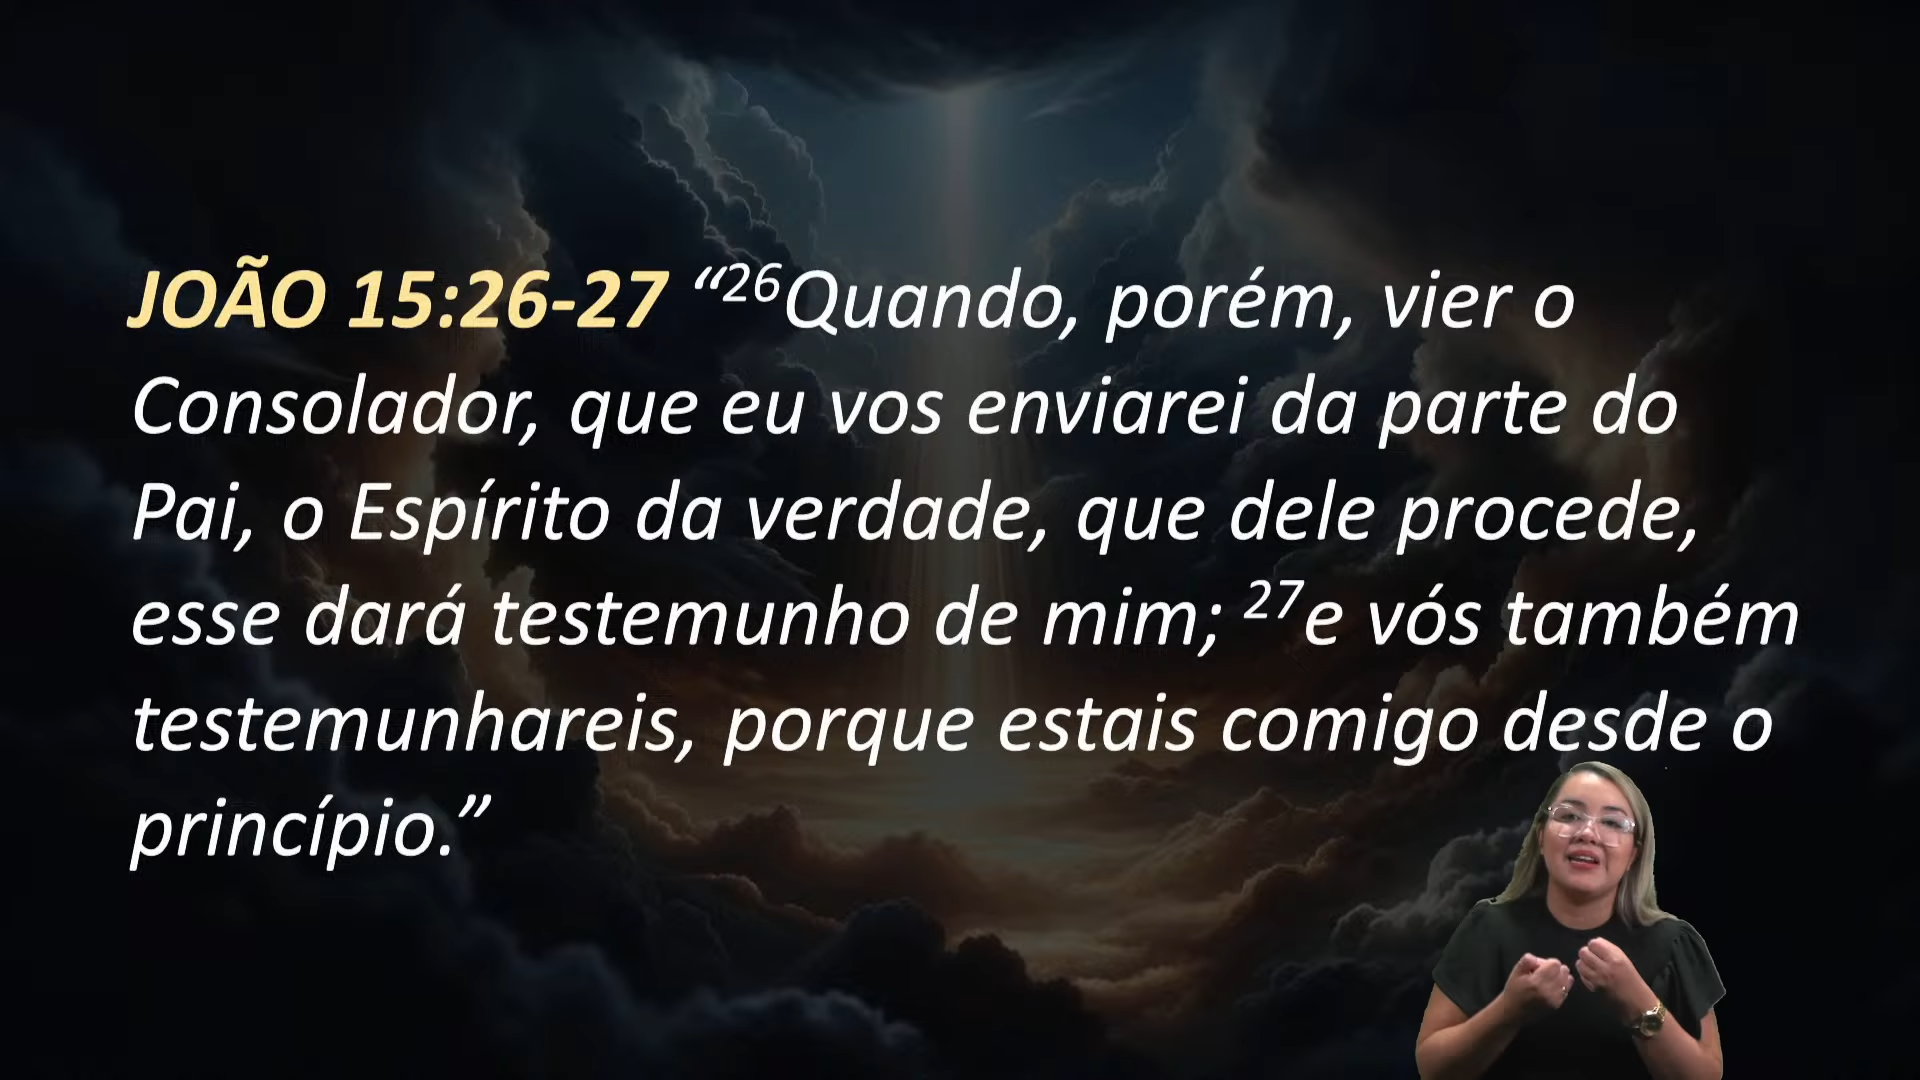 JOÃO 15:26-27 “²⁶Quando, porém, vier o
Consolador, que eu vos enviarei da parte do
Pai, o Espírito da verdade, que dele procede,
esse dará testemunho de mim; ²⁷e vós também
testemunhareis, porque estais comigo desde o
princípio.”